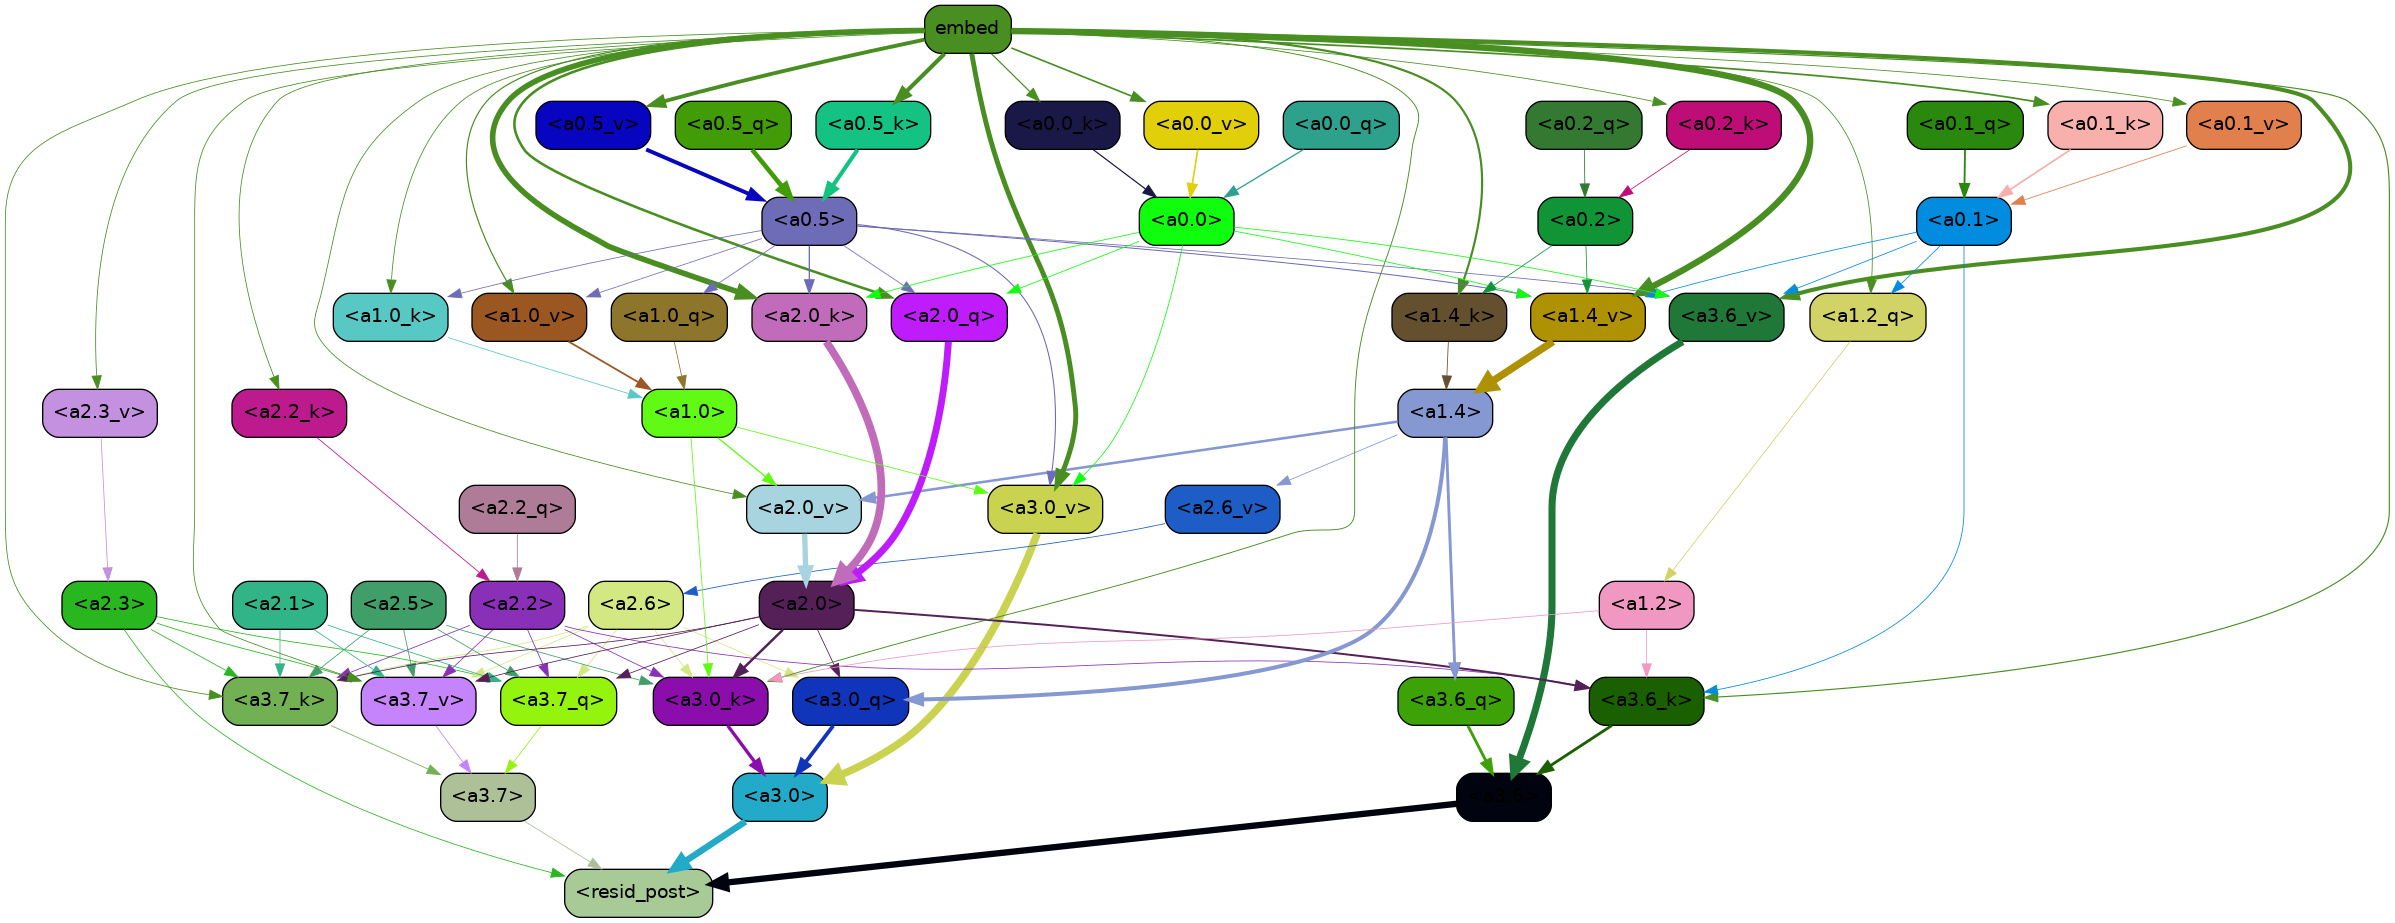 embed
<a0.5_v>
<a0.5_q>
<a0.5_k>
<a0.0_k>
<a0.0_v>
<a0.0_q>
<a0.2_q>
<a0.2_k>
<a0.1_q>
<a0.1_k>
<a0.1_v>
<a0.5>
<a0.0>
<a0.2>
<a0.1>
<a1.0_k>
<a1.0_v>
<a1.0_q>
<a2.0_k>
<a2.0_q>
<a1.4_k>
<a1.4_v>
<a3.6_v>
<a1.2_q>
<a2.3_v>
<a2.2_k>
<a1.0>
<a1.4>
<a2.2_q>
<a2.0_v>
<a3.0_v>
<a2.6_v>
<a2.3>
<a2.1>
<a2.5>
<a2.2>
<a2.6>
<a2.0>
<a1.2>
<a3.7_k>
<a3.7_v>
<a3.7_q>
<a3.0_k>
<a3.0_q>
<a3.6_q>
<a3.6_k>
<a3.7>
<a3.0>
<a3.6>
<resid_post>